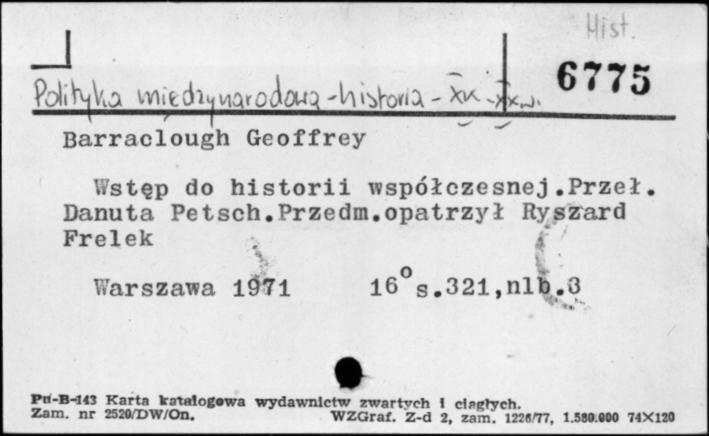 Hist.
6775
Polityka międzynarodowa - historia - XIX - XX w.
Barraclough Geoffrey
Wstęp do historii współczesnej.Przeł.
Danuta Petsch.Przedm.opatrzył Ryszard
Frelek
Warszawa 1971 16° s.321,nlb.3
Pu-B-143 Karta katalogowa wydawnictw zwartych i ciągłych.
Zam. nr 2520/DW/On. WZGraf. Z-d 2, zam. 1226/77, 1.580.000 74×120